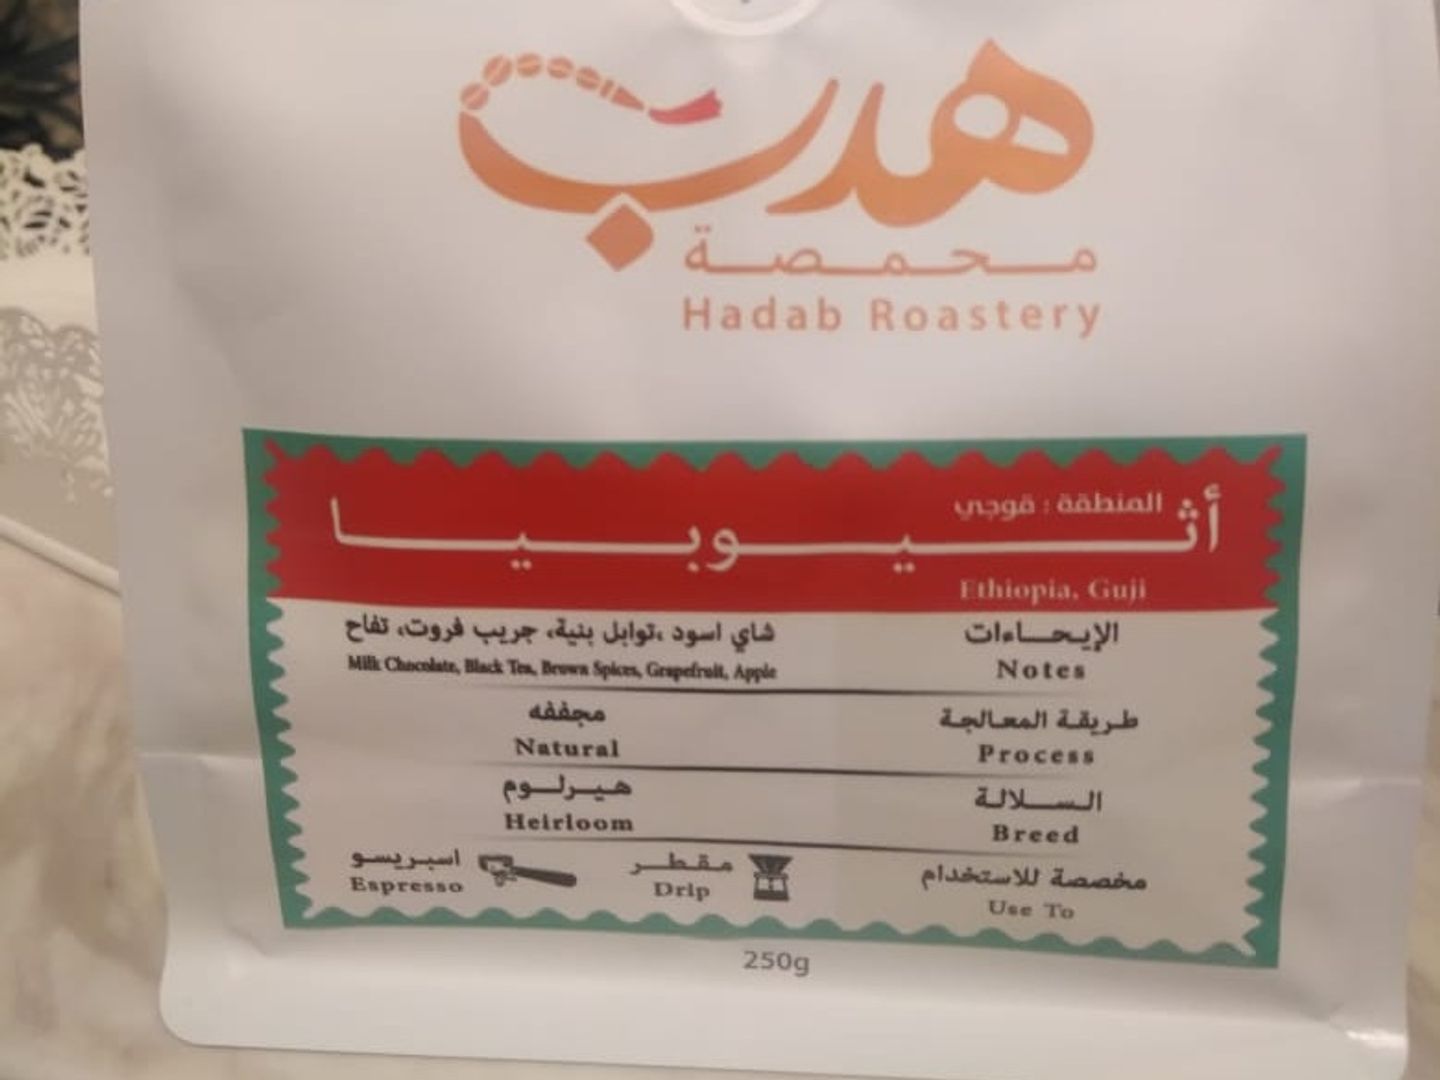 هدب
محمصة
Hadab Roastery
المنطقة : قوجي
أثيوبيا
Ethiopia, Guji
الإيحاءات
Notes
شاي اسود ،توابل بنية، جريب فروت، تفاح
Milk Chocolate, Black Tea, Brown Spices, Grapefruit, Apple
طريقة المعالجة
Process
مجففه
Natural
السلالة
Breed
هيرلوم
Heirloom
مخصصة للاستخدام
Use To
مقطر
Drip
اسبريسو
Espresso
250g